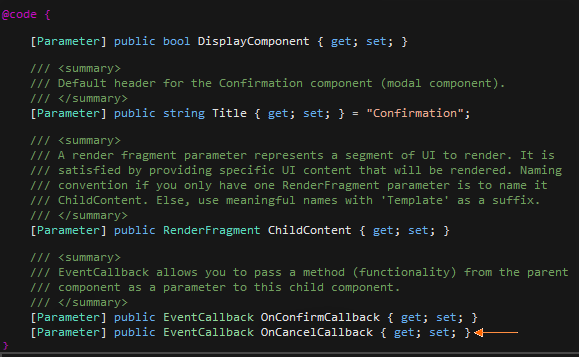 @code {
[Parameter] public bool DisplayComponent { get; set; }
/// <summary>
/// Default header for the Confirmation component (modal component).
/// </summary>
[Parameter] public string Title { get; set; } = "Confirmation";
/// <summary>
/// A render fragment parameter represents a segment of UI to render. It is
/// satisfied by providing specific UI content that will be rendered. Naming
/// convention if you only have one RenderFragment parameter is to name it
/// ChildContent. Else, use meaningful names with 'Template' as a suffix.
/// </summary>
[Parameter] public RenderFragment ChildContent { get; set; }
/// <summary>
/// EventCallback allows you to pass a method (functionality) from the parent
/// component as a parameter to this child component.
/// </summary>
[Parameter] public EventCallback OnConfirmCallback { get; set; }
[Parameter] public EventCallback OnCancelCallback { get; set; }
}